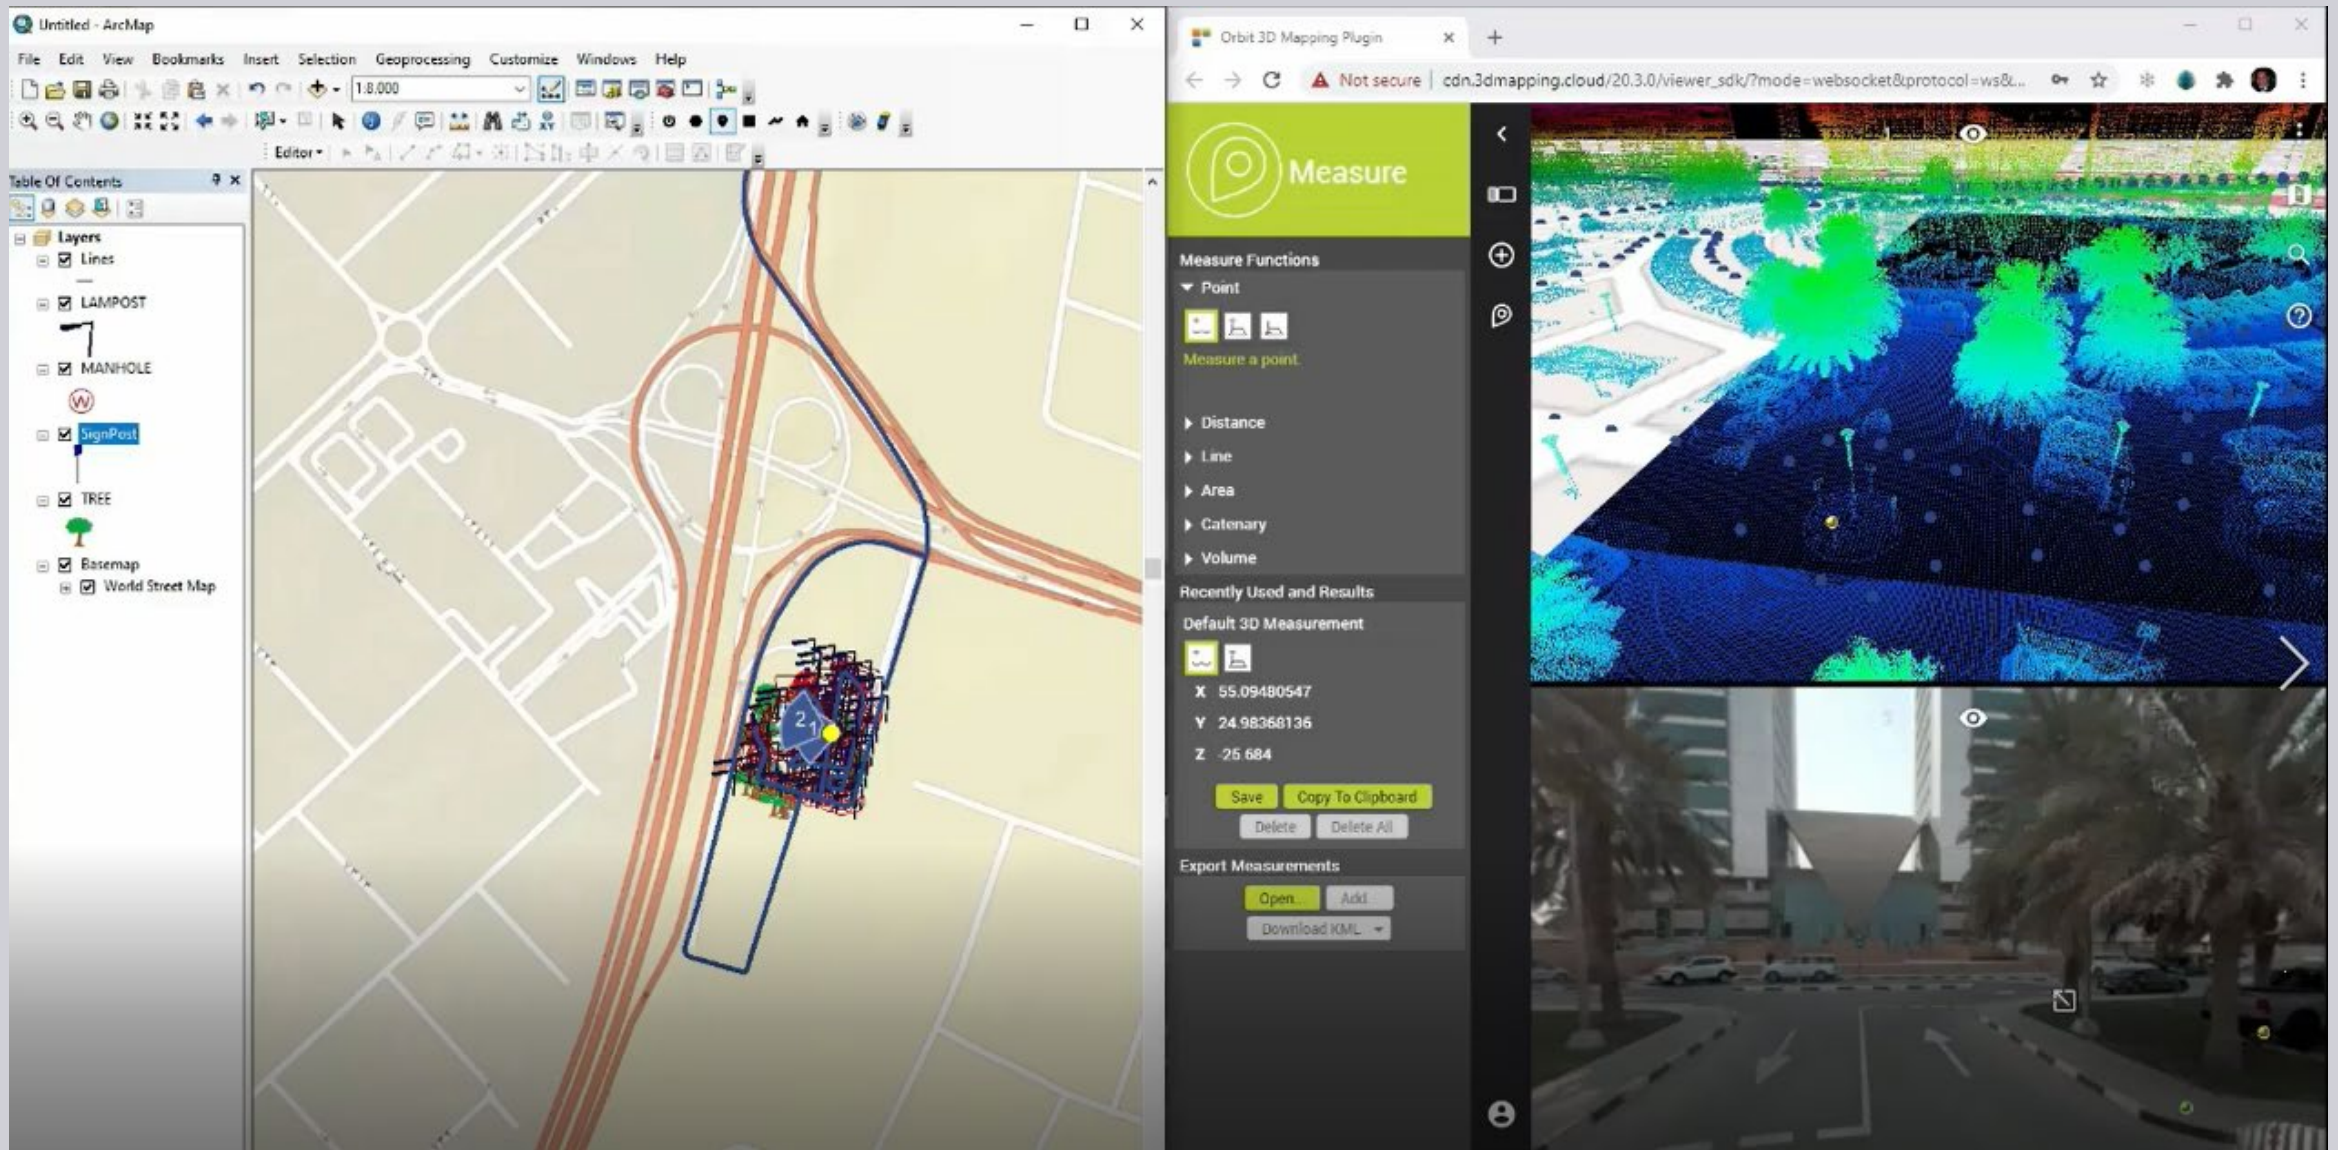 Untitled - ArcMap
File Edit View Bookmarks Insert Selection Geoprocessing Customize Windows Help
1:8,000
Editor
Table Of Contents
Layers
Lines
LAMPOST
MANHOLE
W
SignPost
TREE
Basemap
World Street Map
2
1
Orbit 3D Mapping Plugin
Not secure | cdn.3dmapping.cloud/20.3.0/viewer_sdk/?mode=websocket&protocol=ws&...
Measure
Measure Functions
Point
Measure a point.
Distance
Line
Area
Catenary
Volume
Recently Used and Results
Default 3D Measurement
X 55.09480547
Y 24.98368136
Z -25.684
Save Copy To Clipboard
Delete Delete All
Export Measurements
Open... Add...
Download KML